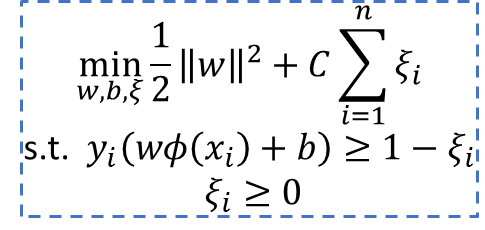 min_{w,b,ξ} 1/2 ‖w‖² + C ∑_{i=1}^{n} ξ_i
s.t. y_i(wϕ(x_i) + b) ≥ 1 − ξ_i
ξ_i ≥ 0